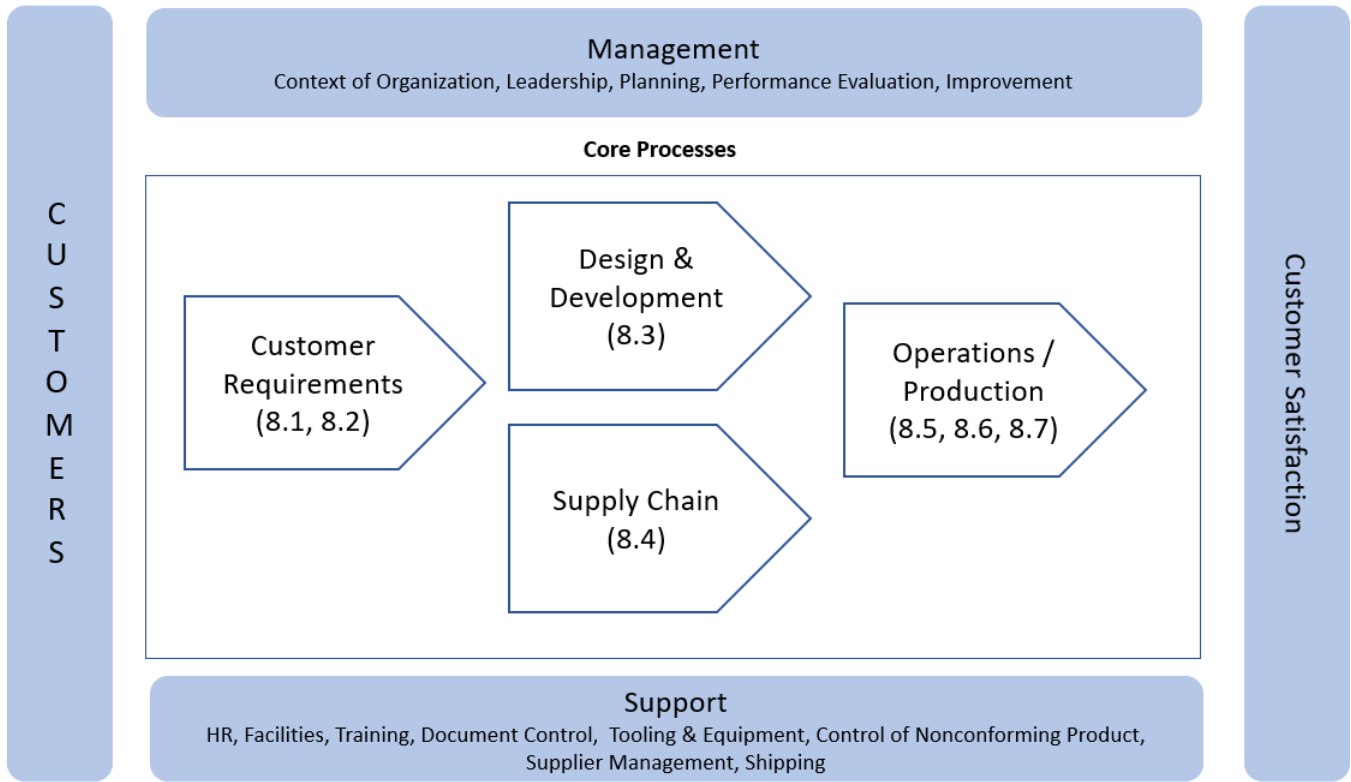 CUSTOMERS
Management
Context of Organization, Leadership, Planning, Performance Evaluation, Improvement
Core Processes
Customer
Requirements
(8.1, 8.2)
Design &
Development
(8.3)
Supply Chain
(8.4)
Operations /
Production
(8.5, 8.6, 8.7)
Customer Satisfaction
Support
HR, Facilities, Training, Document Control, Tooling & Equipment, Control of Nonconforming Product,
Supplier Management, Shipping